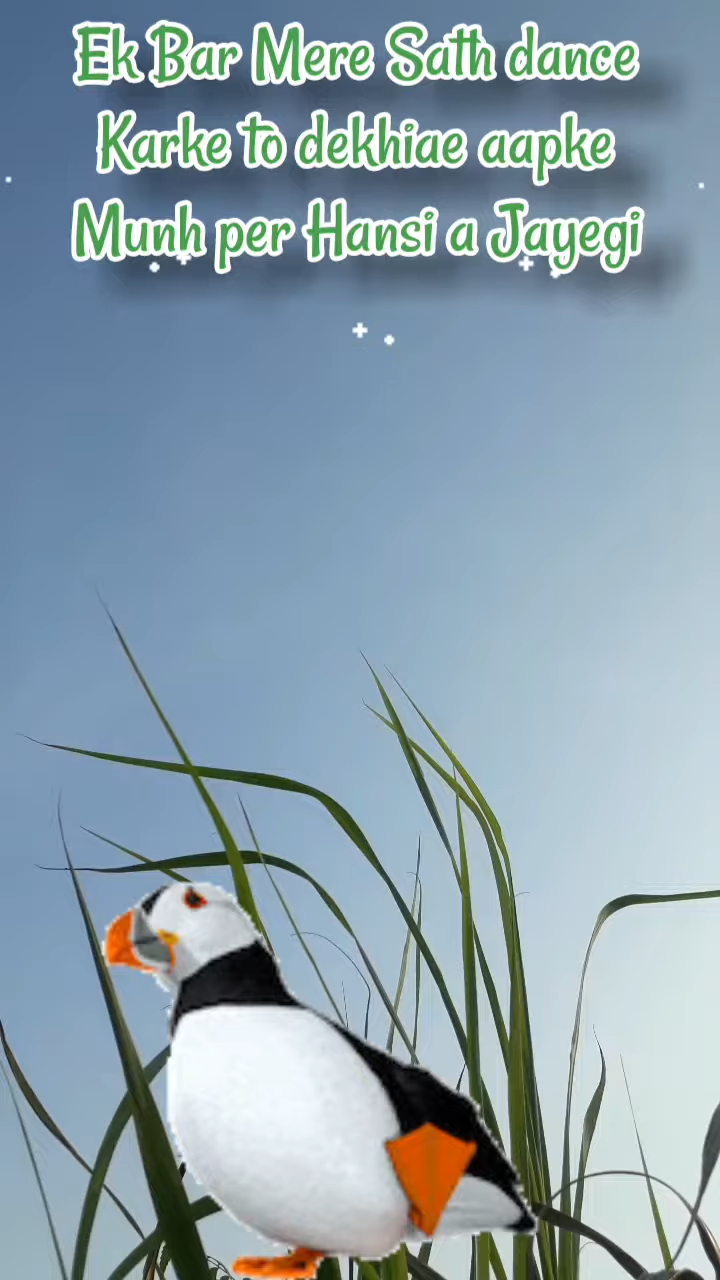 Ek Bar Mere Sath dance
Karke to dekhiae aapke
Munh per Hansi a Jayegi